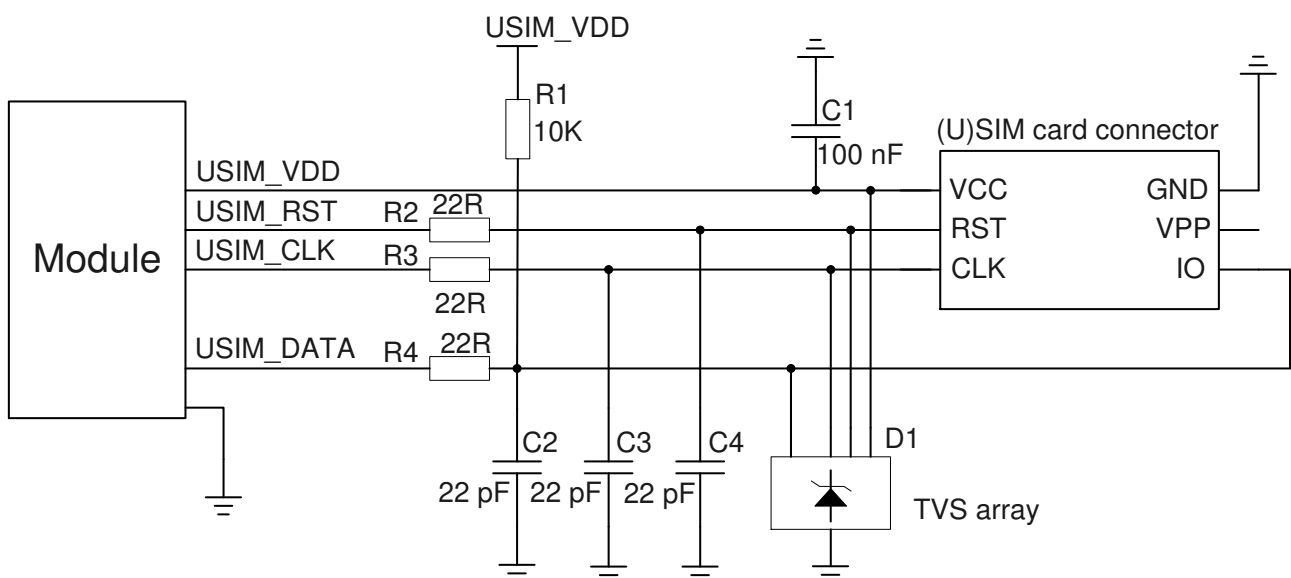 USIM_VDD
R1
10K
C1
100 nF
(U)SIM card connector
Module
USIM_VDD
USIM_RST
R2
22R
USIM_CLK
R3
22R
USIM_DATA
R4
22R
VCC
GND
RST
VPP
CLK
IO
C2
22 pF
C3
22 pF
C4
22 pF
D1
TVS array